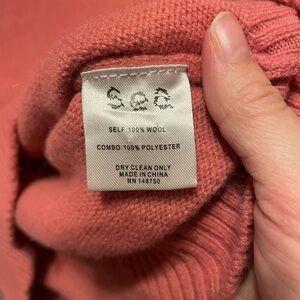 Sea
SELF:100% WOOL
COMBO:100% POLYESTER
DRY CLEAN ONLY
MADE IN CHINA
RN 148750